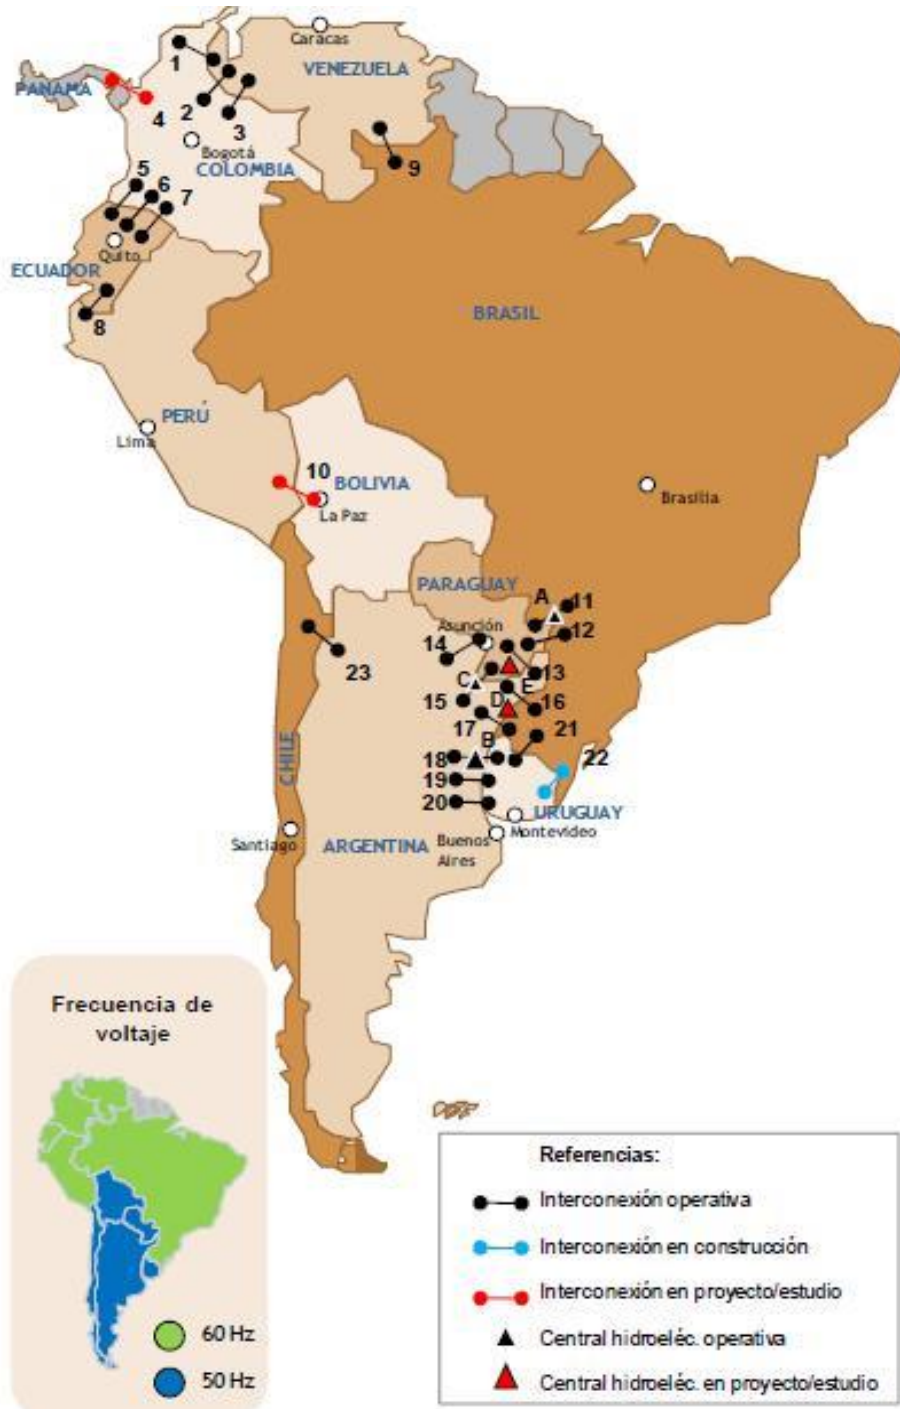 Caracas
1
VENEZUELA
PANAMA
2
4
3
Bogotá
9
COLOMBIA
5
6
7
Quito
ECUADOR
BRASIL
8
PERÚ
Lima
10
BOLIVIA
La Paz
Brasilia
PARAGUAY
A
11
Asunción
12
14
23
13
C
E
15
D
16
17
21
B
18
22
19
CHILE
20
URUGUAY
Montevideo
Santiago
ARGENTINA
Buenos
Aires
Frecuencia de
voltaje
60 Hz
50 Hz
Referencias:
Interconexión operativa
Interconexión en construcción
Interconexión en proyecto/estudio
Central hidroeléc. operativa
Central hidroeléc. en proyecto/estudio